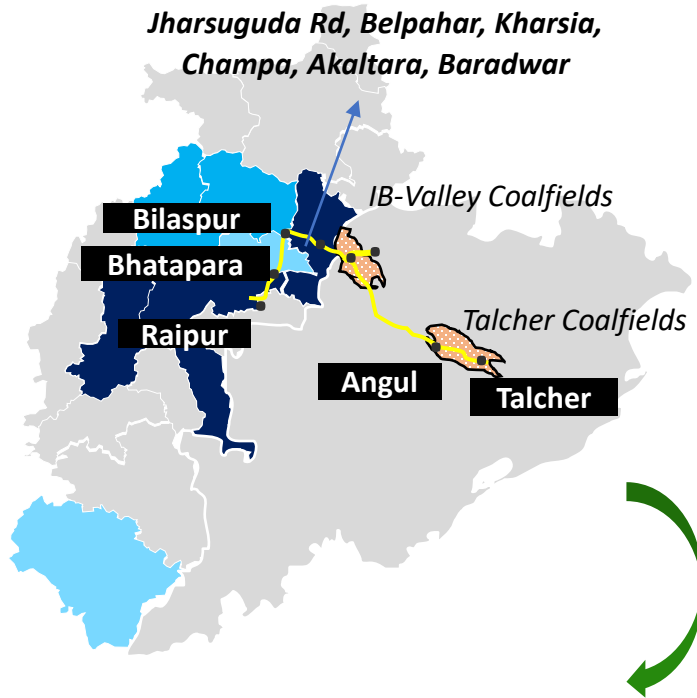 Jharsuguda Rd, Belpahar, Kharsia,
Champa, Akaltara, Baradwar
IB-Valley Coalfields
Bilaspur
Bhatapara
Raipur
Talcher Coalfields
Angul
Talcher